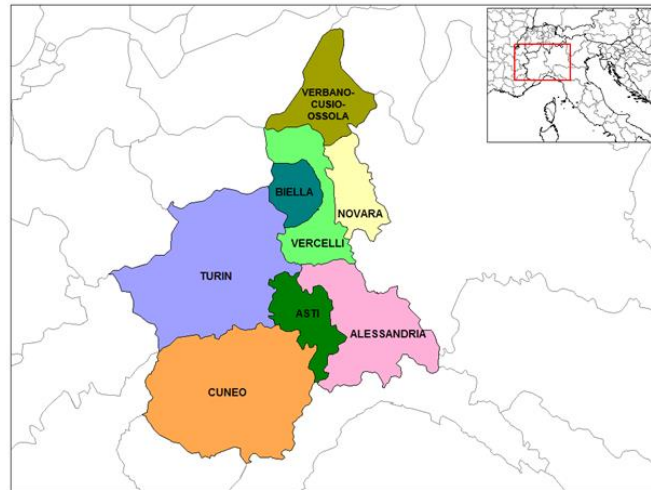 VERBANO-
CUSIO-
OSSOLA
BIELLA
NOVARA
VERCELLI
TURIN
ASTI
ALESSANDRIA
CUNEO